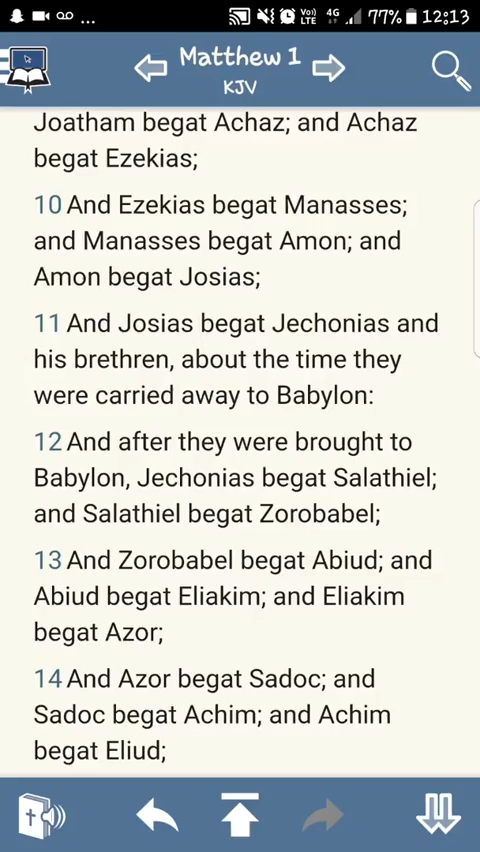 ... Vo)) LTE 4G 77% 12:13
Matthew 1
KJV
Joatham begat Achaz; and Achaz
begat Ezekias;
10 And Ezekias begat Manasses;
and Manasses begat Amon; and
Amon begat Josias;
11 And Josias begat Jechonias and
his brethren, about the time they
were carried away to Babylon:
12 And after they were brought to
Babylon, Jechonias begat Salathiel;
and Salathiel begat Zorobabel;
13 And Zorobabel begat Abiud; and
Abiud begat Eliakim; and Eliakim
begat Azor;
14 And Azor begat Sadoc; and
Sadoc begat Achim; and Achim
begat Eliud;